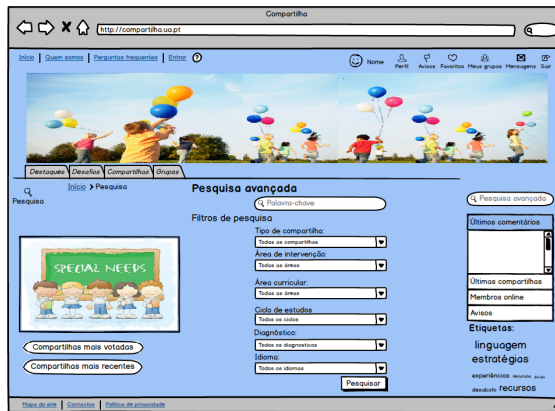 Compartilha
http://compartilha.ua.pt
Início | Quem somos | Perguntas frequentes | Entrar ?
Nome Perfil Avisos Favoritos Meus grupos Mensagens Sair
Destaques Desafios Compartilhas Grupos
Início > Pesquisa
Pesquisa
SPECIAL NEEDS
Compartilhas mais votadas
Compartilhas mais recentes
Pesquisa avançada
Palavra-chave
Filtros de pesquisa
Tipo de compartilha:
Todas as compartilhas
Área de intervenção:
Todas as áreas
Área curricular:
Todas as áreas
Ciclo de estudos
Todos os ciclos
Diagnóstico:
Todos os diagnosticos
Idioma:
Todos os idiomas
Pesquisar
Pesquisa avançada
Últimos comentários
Últimas compartilhas
Membros online
Avisos
Etiquetas:
linguagem
estratégias
experiências recursos
desabafo recursos
Mapa do site | Contactos | Política de privacidade